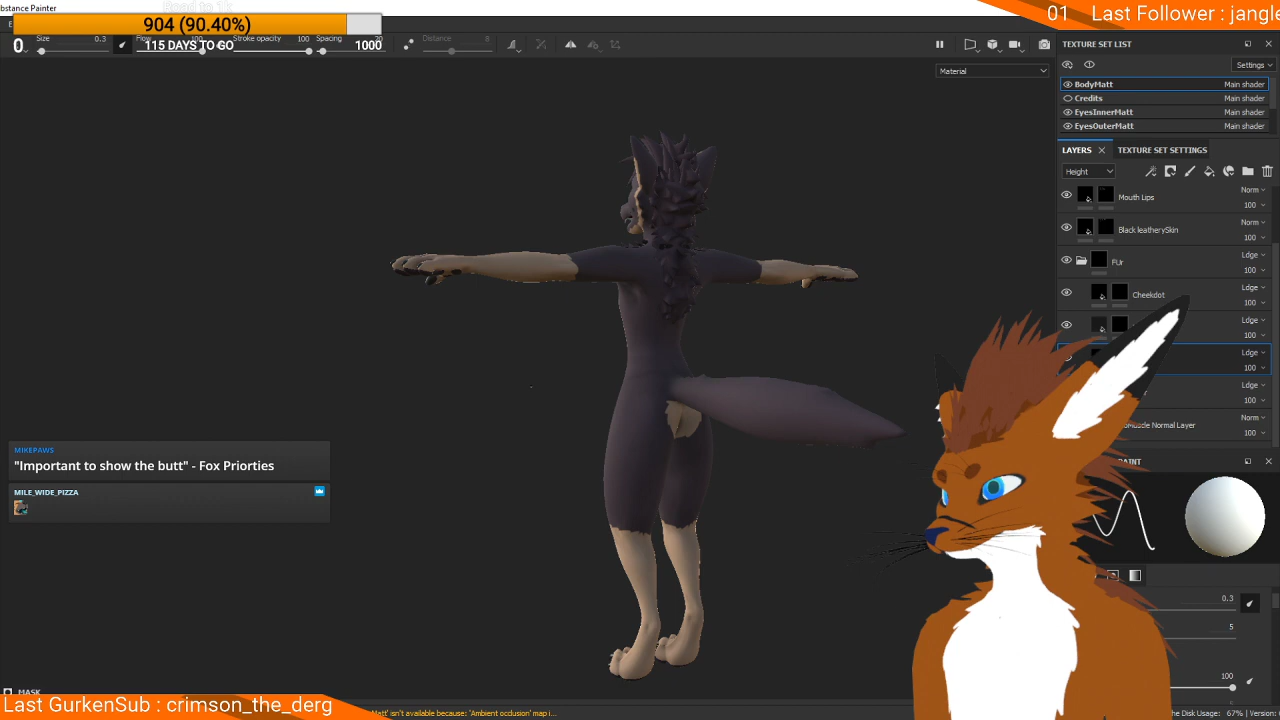 bstance Painter
Road to 1k
904 (90.40%)
01 Last Follower : jangle
0 115 DAYS TO GO 1000
Size 0.3
Flow 100
Stroke opacity 100
Spacing 20
Distance 8
Material
TEXTURE SET LIST
Settings
BodyMatt Main shader
Credits Main shader
EyesInnerMatt Main shader
EyesOuterMatt Main shader
LAYERS TEXTURE SET SETTINGS
Height
Mouth Lips Norm 100
Black leatherySkin Norm 100
FUr Ldge 100
Cheekdot Ldge 100
Ldge 100
Ldge 100
Ldge 100
Muscle Normal Layer Norm 100
MIKEPAWS
"Important to show the butt" - Fox Priorties
MILE_WIDE_PIZZA
PAINT
0.3
5
100
MASK
Last GurkenSub : crimson_the_derg
Matt' isn't available because: 'Ambient occlusion' map i...
he Disk Usage: 67% | Version: